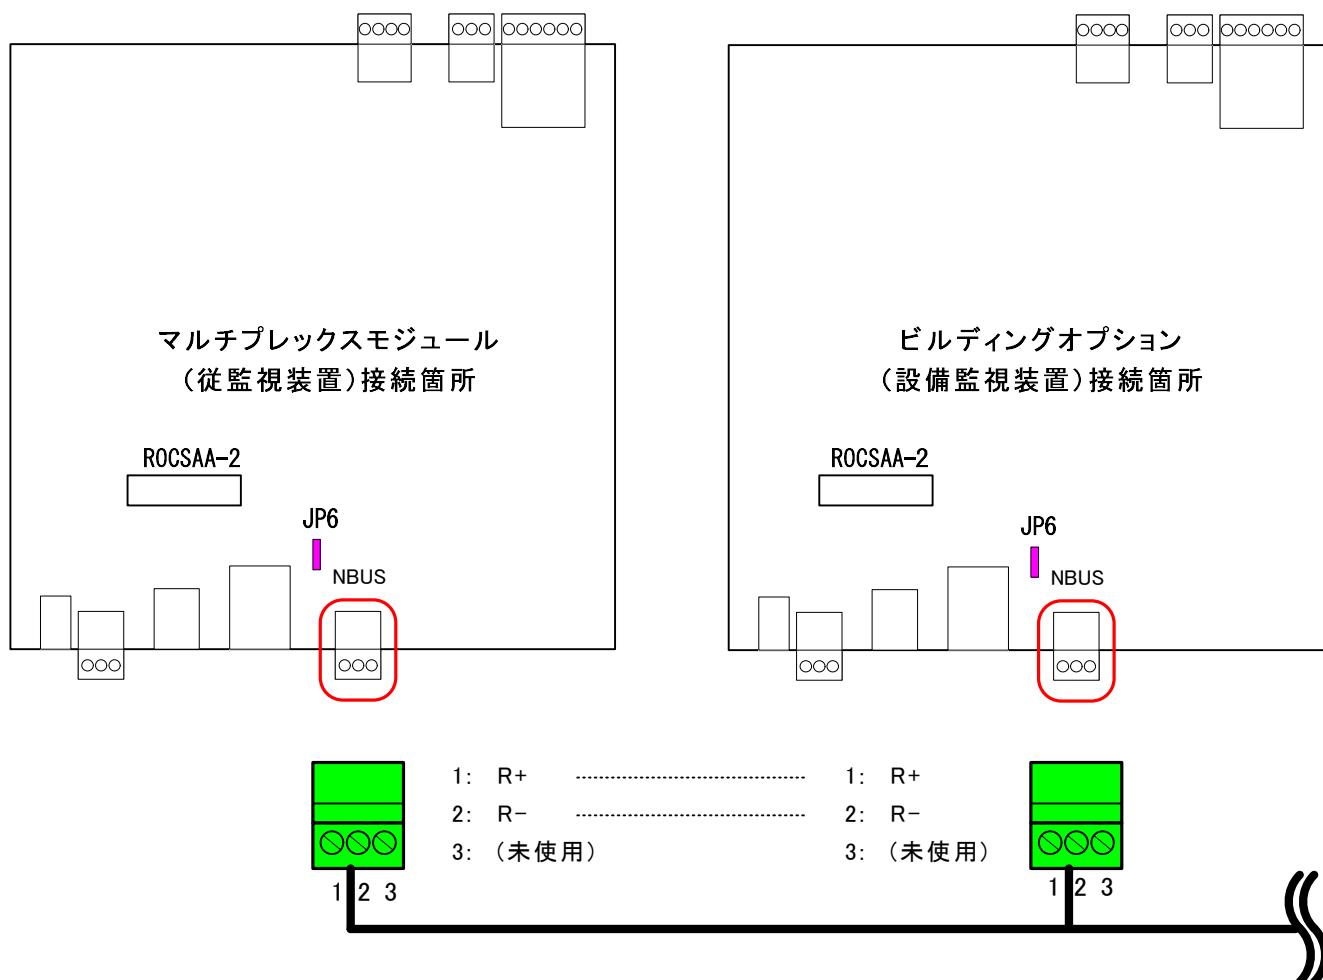 マルチプレックスモジュール
(従監視装置)接続箇所
ROCSAA-2
JP6
NBUS
ビルディングオプション
(設備監視装置)接続箇所
ROCSAA-2
JP6
NBUS
1: R+ 1: R+
2: R- 2: R-
3: (未使用) 3: (未使用)
1 2 3
1 2 3